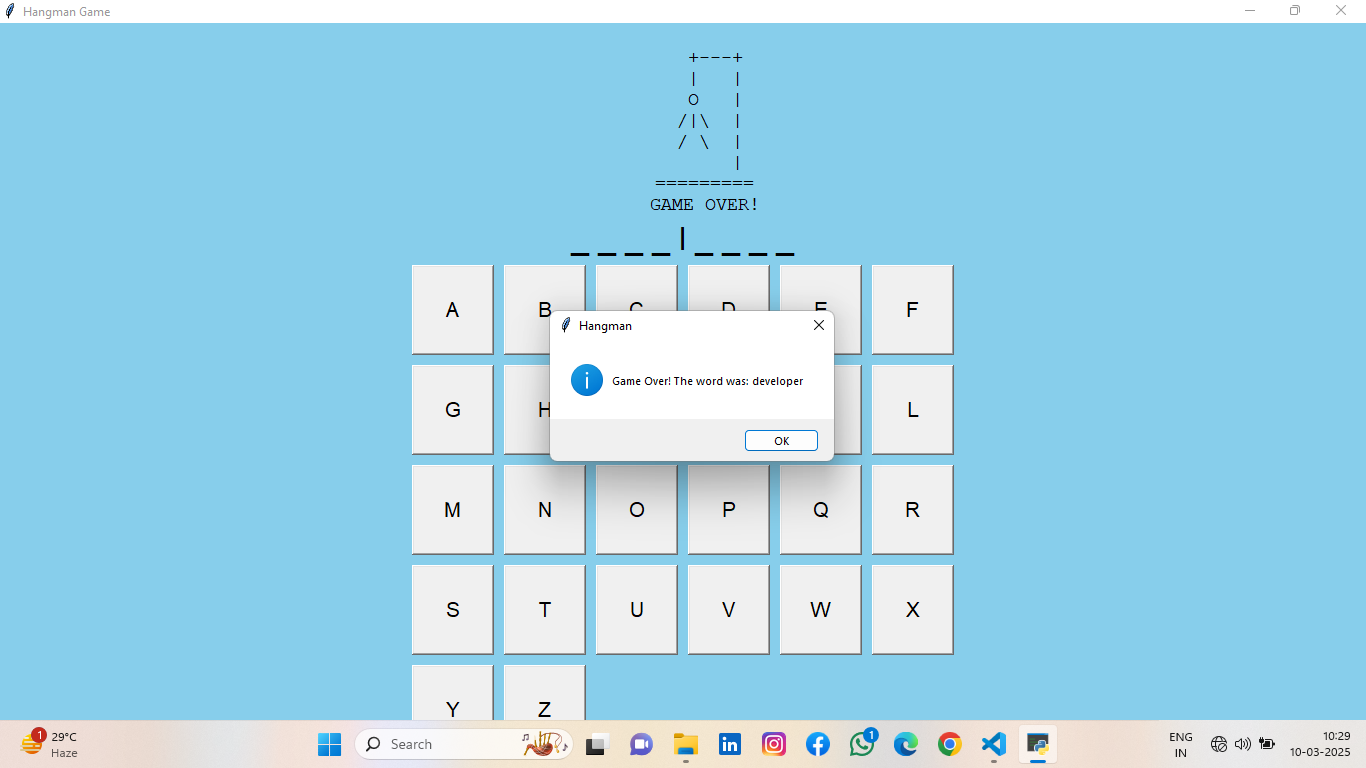 Hangman Game
+---+
|   |
O   |
/|\  |
/ \  |
|
=========
GAME OVER!
_ _ _ _ l _ _ _ _
A B C D E F
Hangman
Game Over! The word was: developer
OK
G H L
M N O P Q R
S T U V W X
Y Z
1
29°C
Haze
Search
1
ENG
IN
10:29
10-03-2025